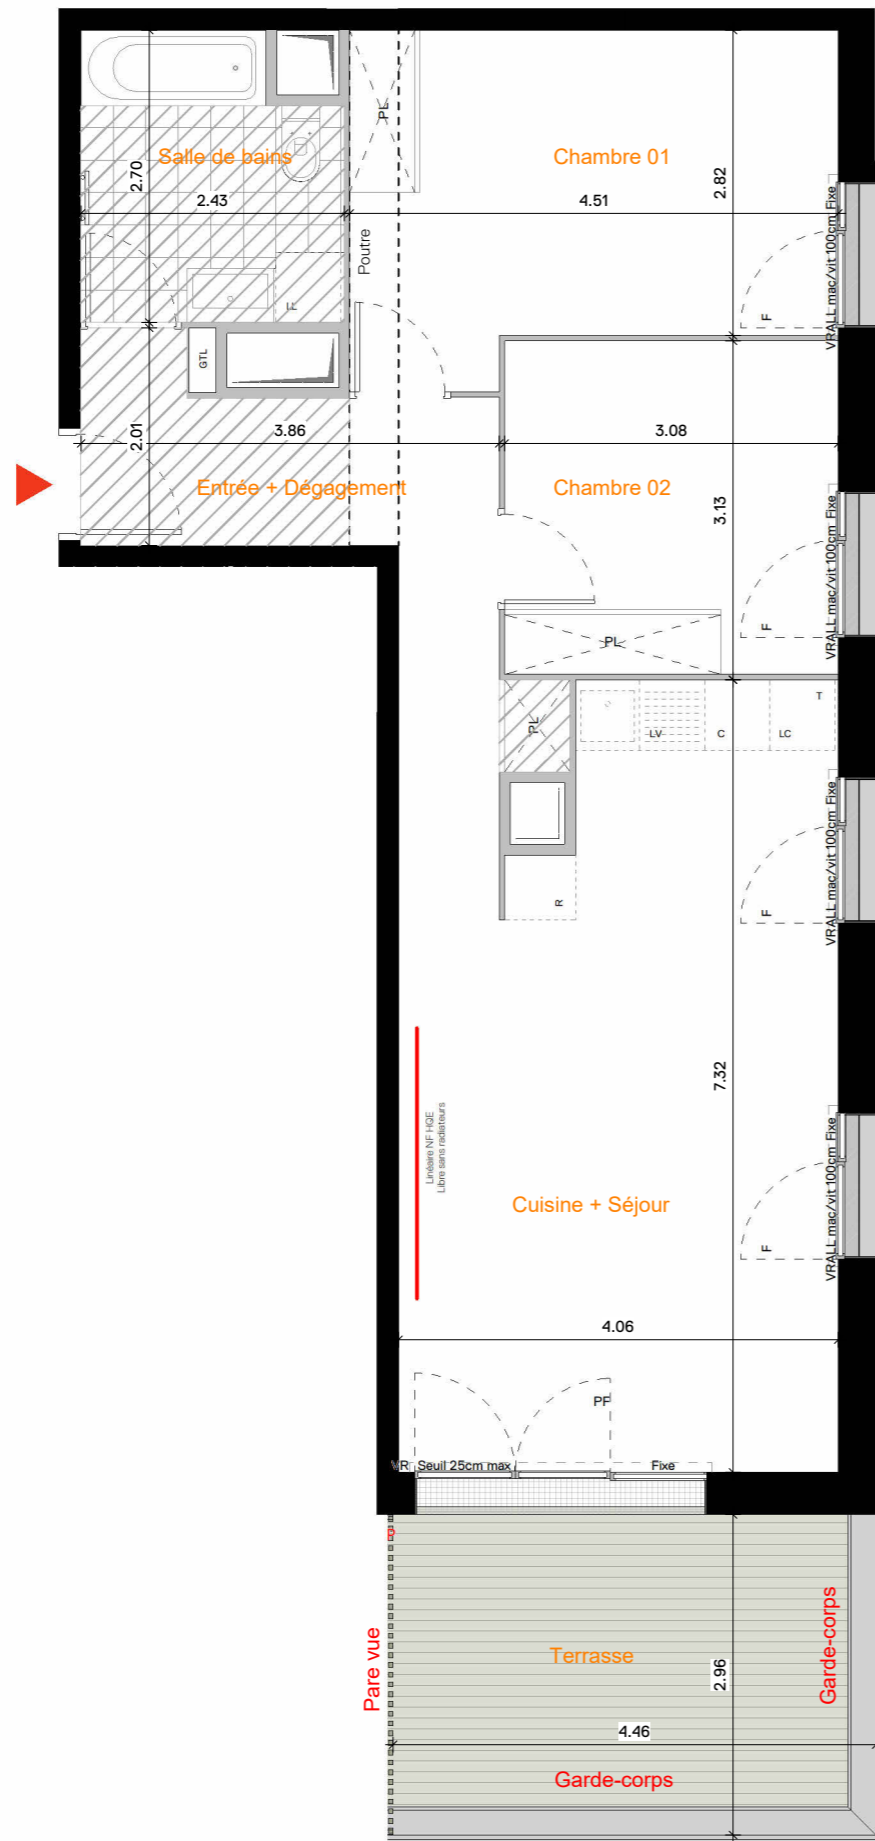 PL
Salle de bains
Chambre 01
2.70
2.82
2.43
4.51
VRALL mac/vit 100cm Fixe
Poutre
LL
F
GTL
2.01
3.86
3.08
Entrée + Dégagement
Chambre 02
3.13
VRALL mac/vit 100cm Fixe
F
PL
PL
T
LV
C
LC
VRALL mac/vit 100cm Fixe
R
F
7.32
Linéaire NF HQE
Libre sans radiateurs
VRALL mac/vit 100cm Fixe
Cuisine + Séjour
F
4.06
PF
VR
Seuil 25cm max
Fixe
P
Pare vue
Terrasse
Garde-corps
2.96
4.46
Garde-corps